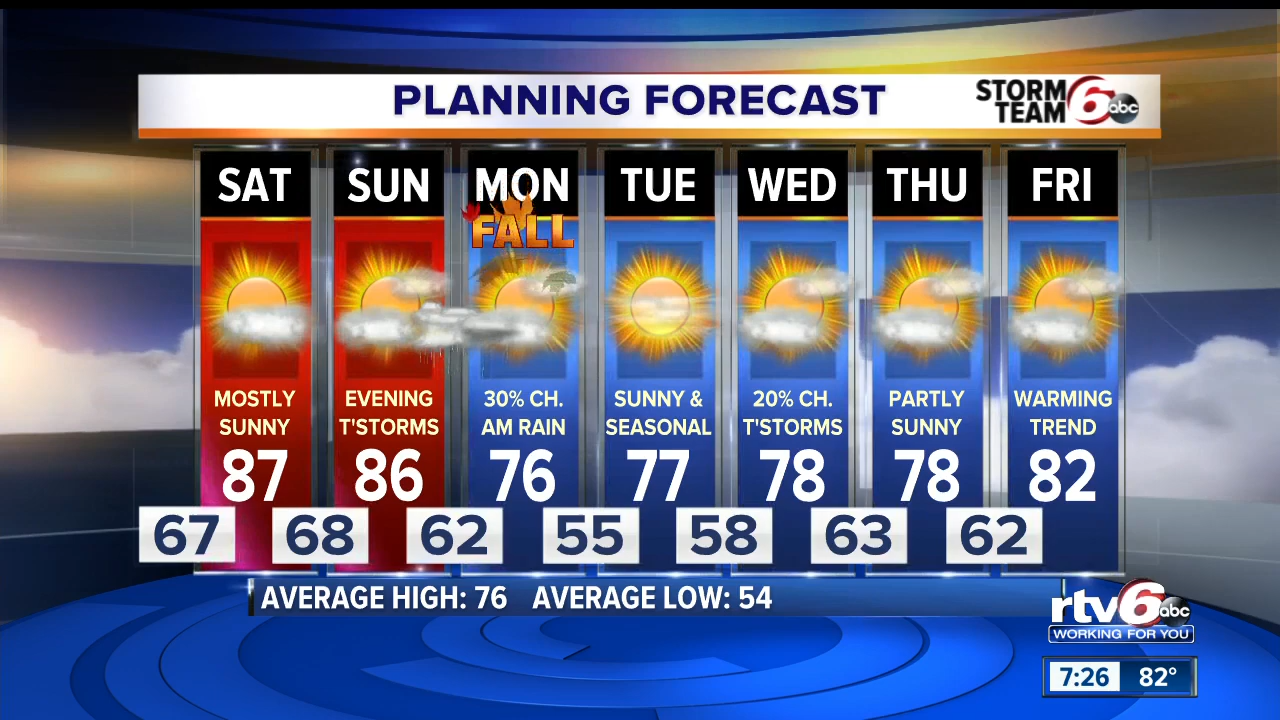 PLANNING FORECAST
STORM TEAM 6 abc
SAT SUN MON TUE WED THU FRI
FALL
MOSTLY SUNNY
EVENING T'STORMS
30% CH. AM RAIN
SUNNY & SEASONAL
20% CH. T'STORMS
PARTLY SUNNY
WARMING TREND
87 86 76 77 78 78 82
67 68 62 55 58 63 62
AVERAGE HIGH: 76 AVERAGE LOW: 54
rtv6 abc
WORKING FOR YOU
7:26 82°